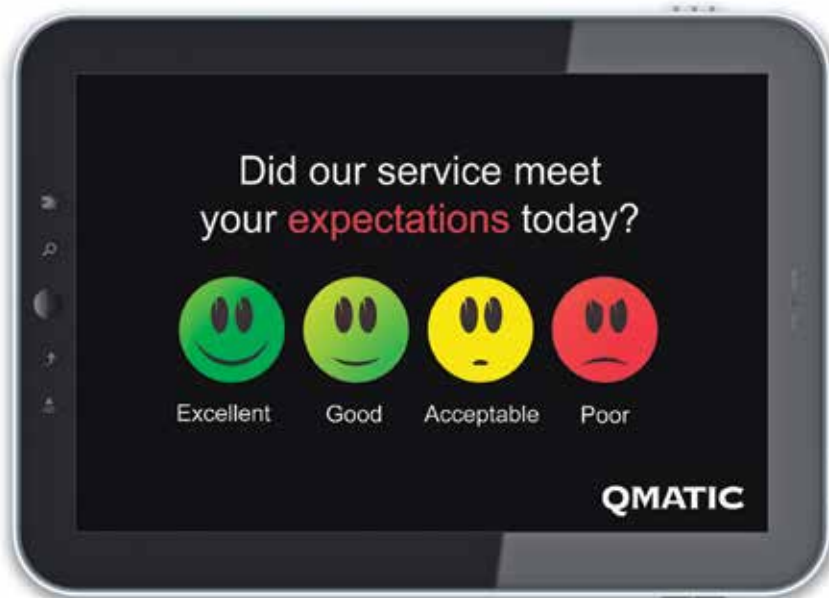 Did our service meet
your expectations today?
Excellent Good Acceptable Poor
QMATIC